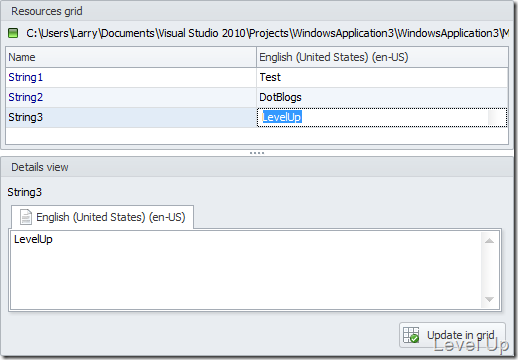 Resources grid
C:\Users\Larry\Documents\Visual Studio 2010\Projects\WindowsApplication3\WindowsApplication3\M
Name English (United States) (en-US)
String1 Test
String2 DotBlogs
String3 LevelUp
Details view
String3
English (United States) (en-US)
LevelUp
Update in grid
Level Up